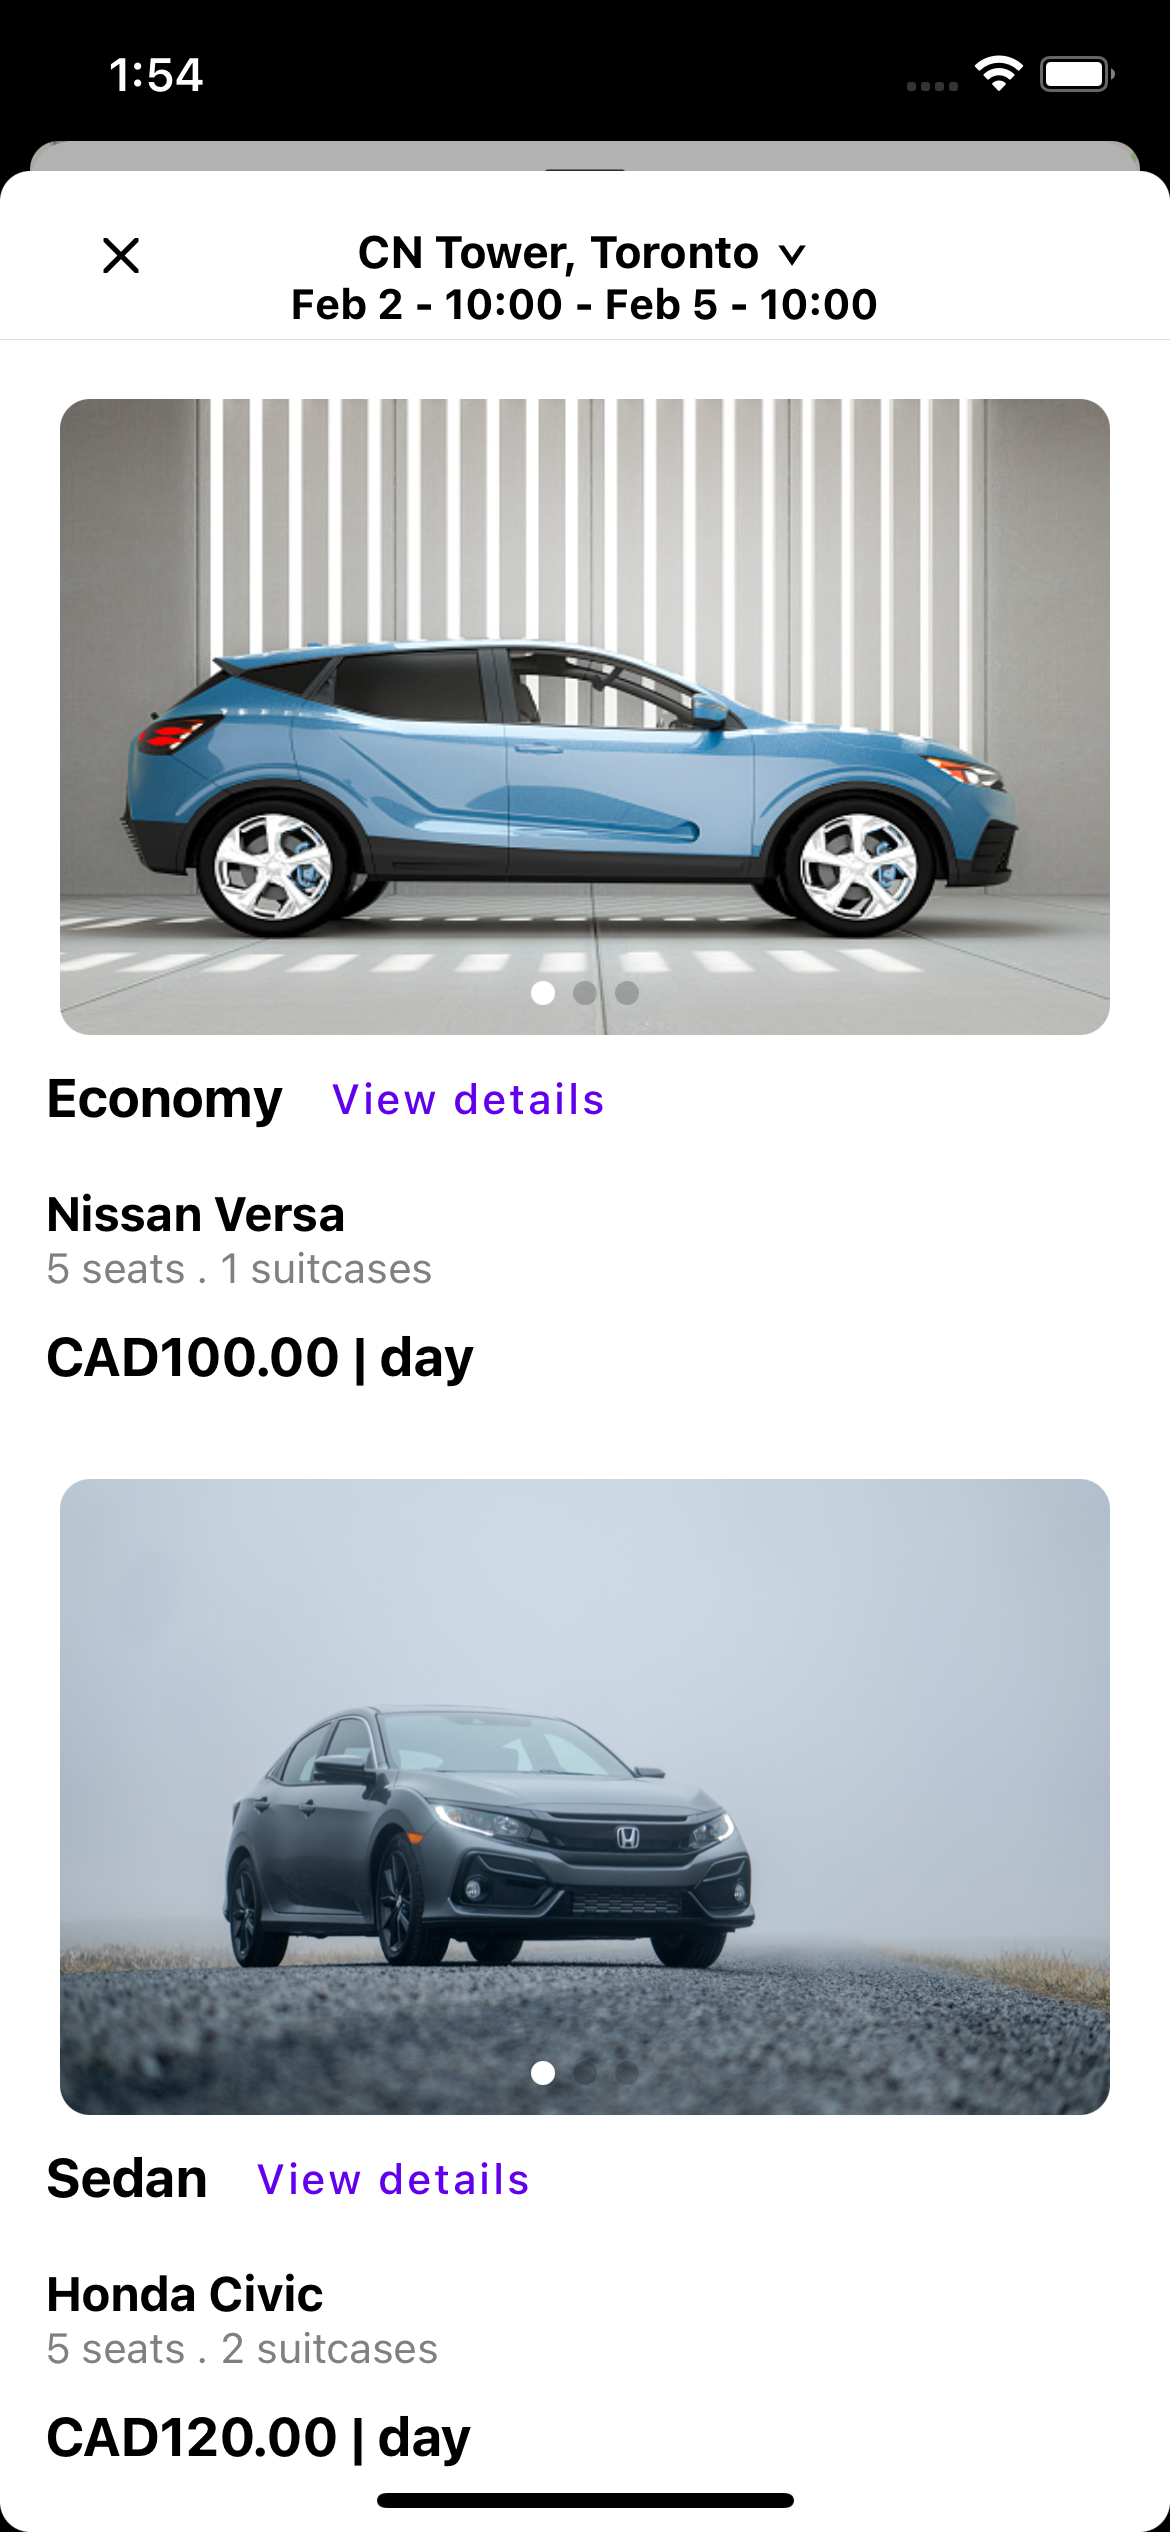 1:54
CN Tower, Toronto
Feb 2 - 10:00 - Feb 5 - 10:00
Economy View details
Nissan Versa
5 seats . 1 suitcases
CAD100.00 | day
Sedan View details
Honda Civic
5 seats . 2 suitcases
CAD120.00 | day